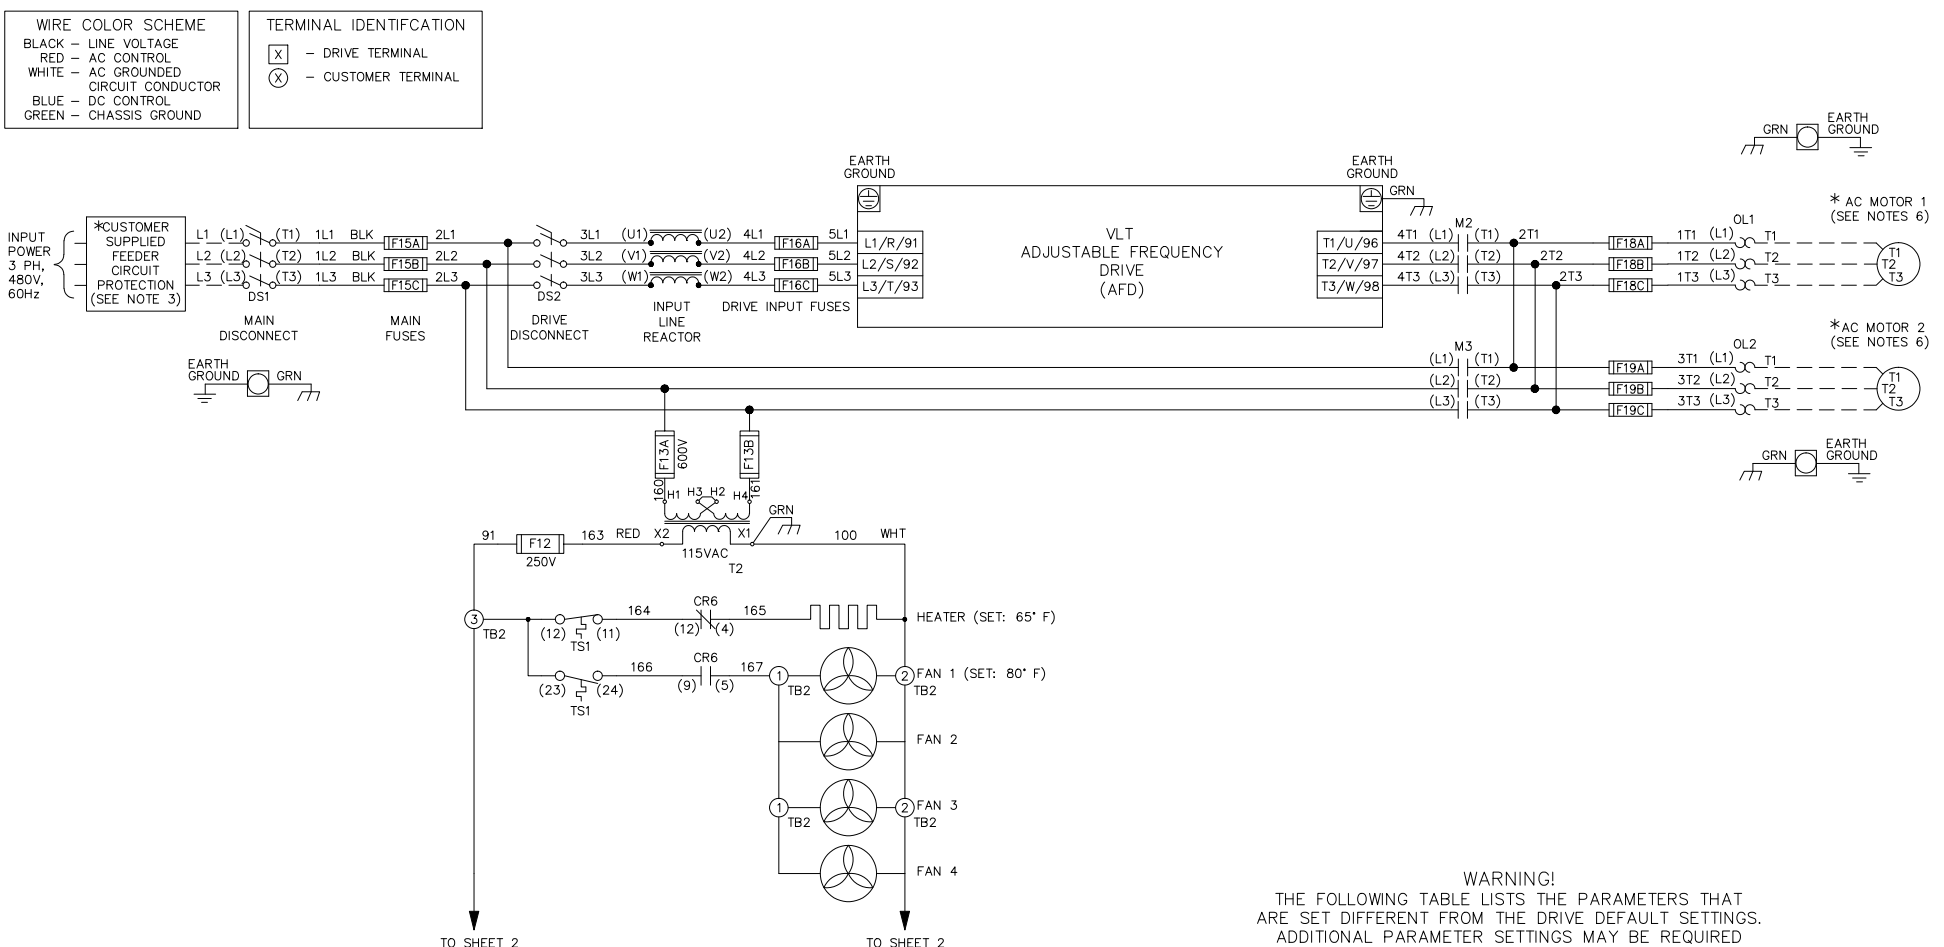 WIRE COLOR SCHEME
BLACK – LINE VOLTAGE
RED – AC CONTROL
WHITE – AC GROUNDED
CIRCUIT CONDUCTOR
BLUE – DC CONTROL
GREEN – CHASSIS GROUND
TERMINAL IDENTIFCATION
X – DRIVE TERMINAL
X – CUSTOMER TERMINAL
GRN
EARTH
GROUND
INPUT
POWER
3 PH,
480V,
60Hz
*CUSTOMER
SUPPLIED
FEEDER
CIRCUIT
PROTECTION
(SEE NOTE 3)
L1 (L1) (T1) 1L1 BLK F15A 2L1
L2 (L2) (T2) 1L2 BLK F15B 2L2
L3 (L3) (T3) 1L3 BLK F15C 2L3
DS1
MAIN
DISCONNECT
MAIN
FUSES
3L1 (U1) (U2) 4L1 F16A 5L1
3L2 (V1) (V2) 4L2 F16B 5L2
3L3 (W1) (W2) 4L3 F16C 5L3
DS2
DRIVE
DISCONNECT
INPUT
LINE
REACTOR
DRIVE INPUT FUSES
EARTH
GROUND
L1/R/91
L2/S/92
L3/T/93
VLT
ADJUSTABLE FREQUENCY
DRIVE
(AFD)
EARTH
GROUND
GRN
T1/U/96
T2/V/97
T3/W/98
M2
4T1 (L1) (T1) 2T1 F18A 1T1 (L1) T1
4T2 (L2) (T2) 2T2 F18B 1T2 (L2) T2
4T3 (L3) (T3) 2T3 F18C 1T3 (L3) T3
OL1
* AC MOTOR 1
(SEE NOTES 6)
T1
T2
T3
EARTH
GROUND
GRN
M3
(L1) (T1) F19A 3T1 (L1) T1
(L2) (T2) F19B 3T2 (L2) T2
(L3) (T3) F19C 3T3 (L3) T3
OL2
*AC MOTOR 2
(SEE NOTES 6)
T1
T2
T3
GRN
EARTH
GROUND
F13A
600V
F13B
160
161
H1 H3 H2 H4
GRN
91 F12 163 RED X2 X1 100 WHT
250V
115VAC
T2
3
TB2
(12) (11)
TS1
164
CR6
(12) (4)
165
HEATER (SET: 65° F)
(23) (24)
TS1
166
CR6
(9) (5)
167
1
TB2
2
TB2
FAN 1 (SET: 80° F)
FAN 2
1
TB2
2
TB2
FAN 3
FAN 4
TO SHEET 2
TO SHEET 2
WARNING!
THE FOLLOWING TABLE LISTS THE PARAMETERS THAT
ARE SET DIFFERENT FROM THE DRIVE DEFAULT SETTINGS.
ADDITIONAL PARAMETER SETTINGS MAY BE REQUIRED